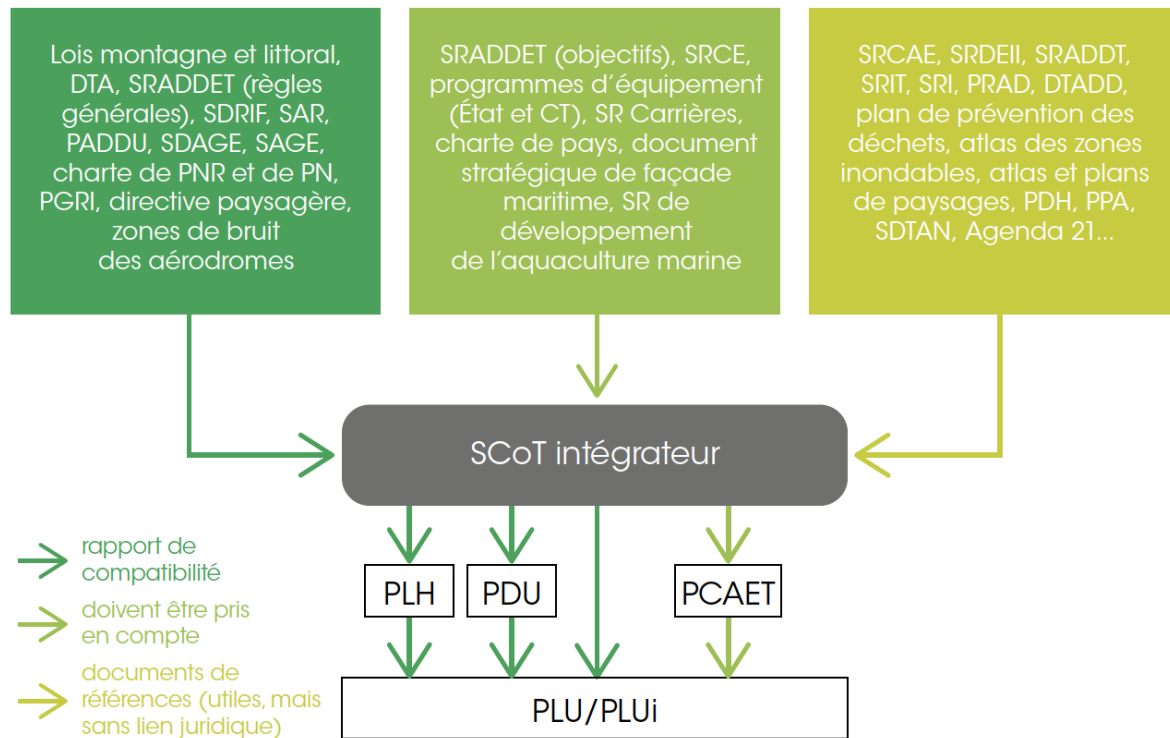 Lois montagne et littoral,
DTA, SRADDET (règles
générales), SDRIF, SAR,
PADDU, SDAGE, SAGE,
charte de PNR et de PN,
PGRI, directive paysagère,
zones de bruit
des aérodromes
SRADDET (objectifs), SRCE,
programmes d’équipement
(État et CT), SR Carrières,
charte de pays, document
stratégique de façade
maritime, SR de
développement
de l’aquaculture marine
SRCAE, SRDEII, SRADDT,
SRIT, SRI, PRAD, DTADD,
plan de prévention des
déchets, atlas des zones
inondables, atlas et plans
de paysages, PDH, PPA,
SDTAN, Agenda 21...
SCoT intégrateur
rapport de
compatibilité
doivent être pris
en compte
documents de
références (utiles, mais
sans lien juridique)
PLH
PDU
PCAET
PLU/PLUi